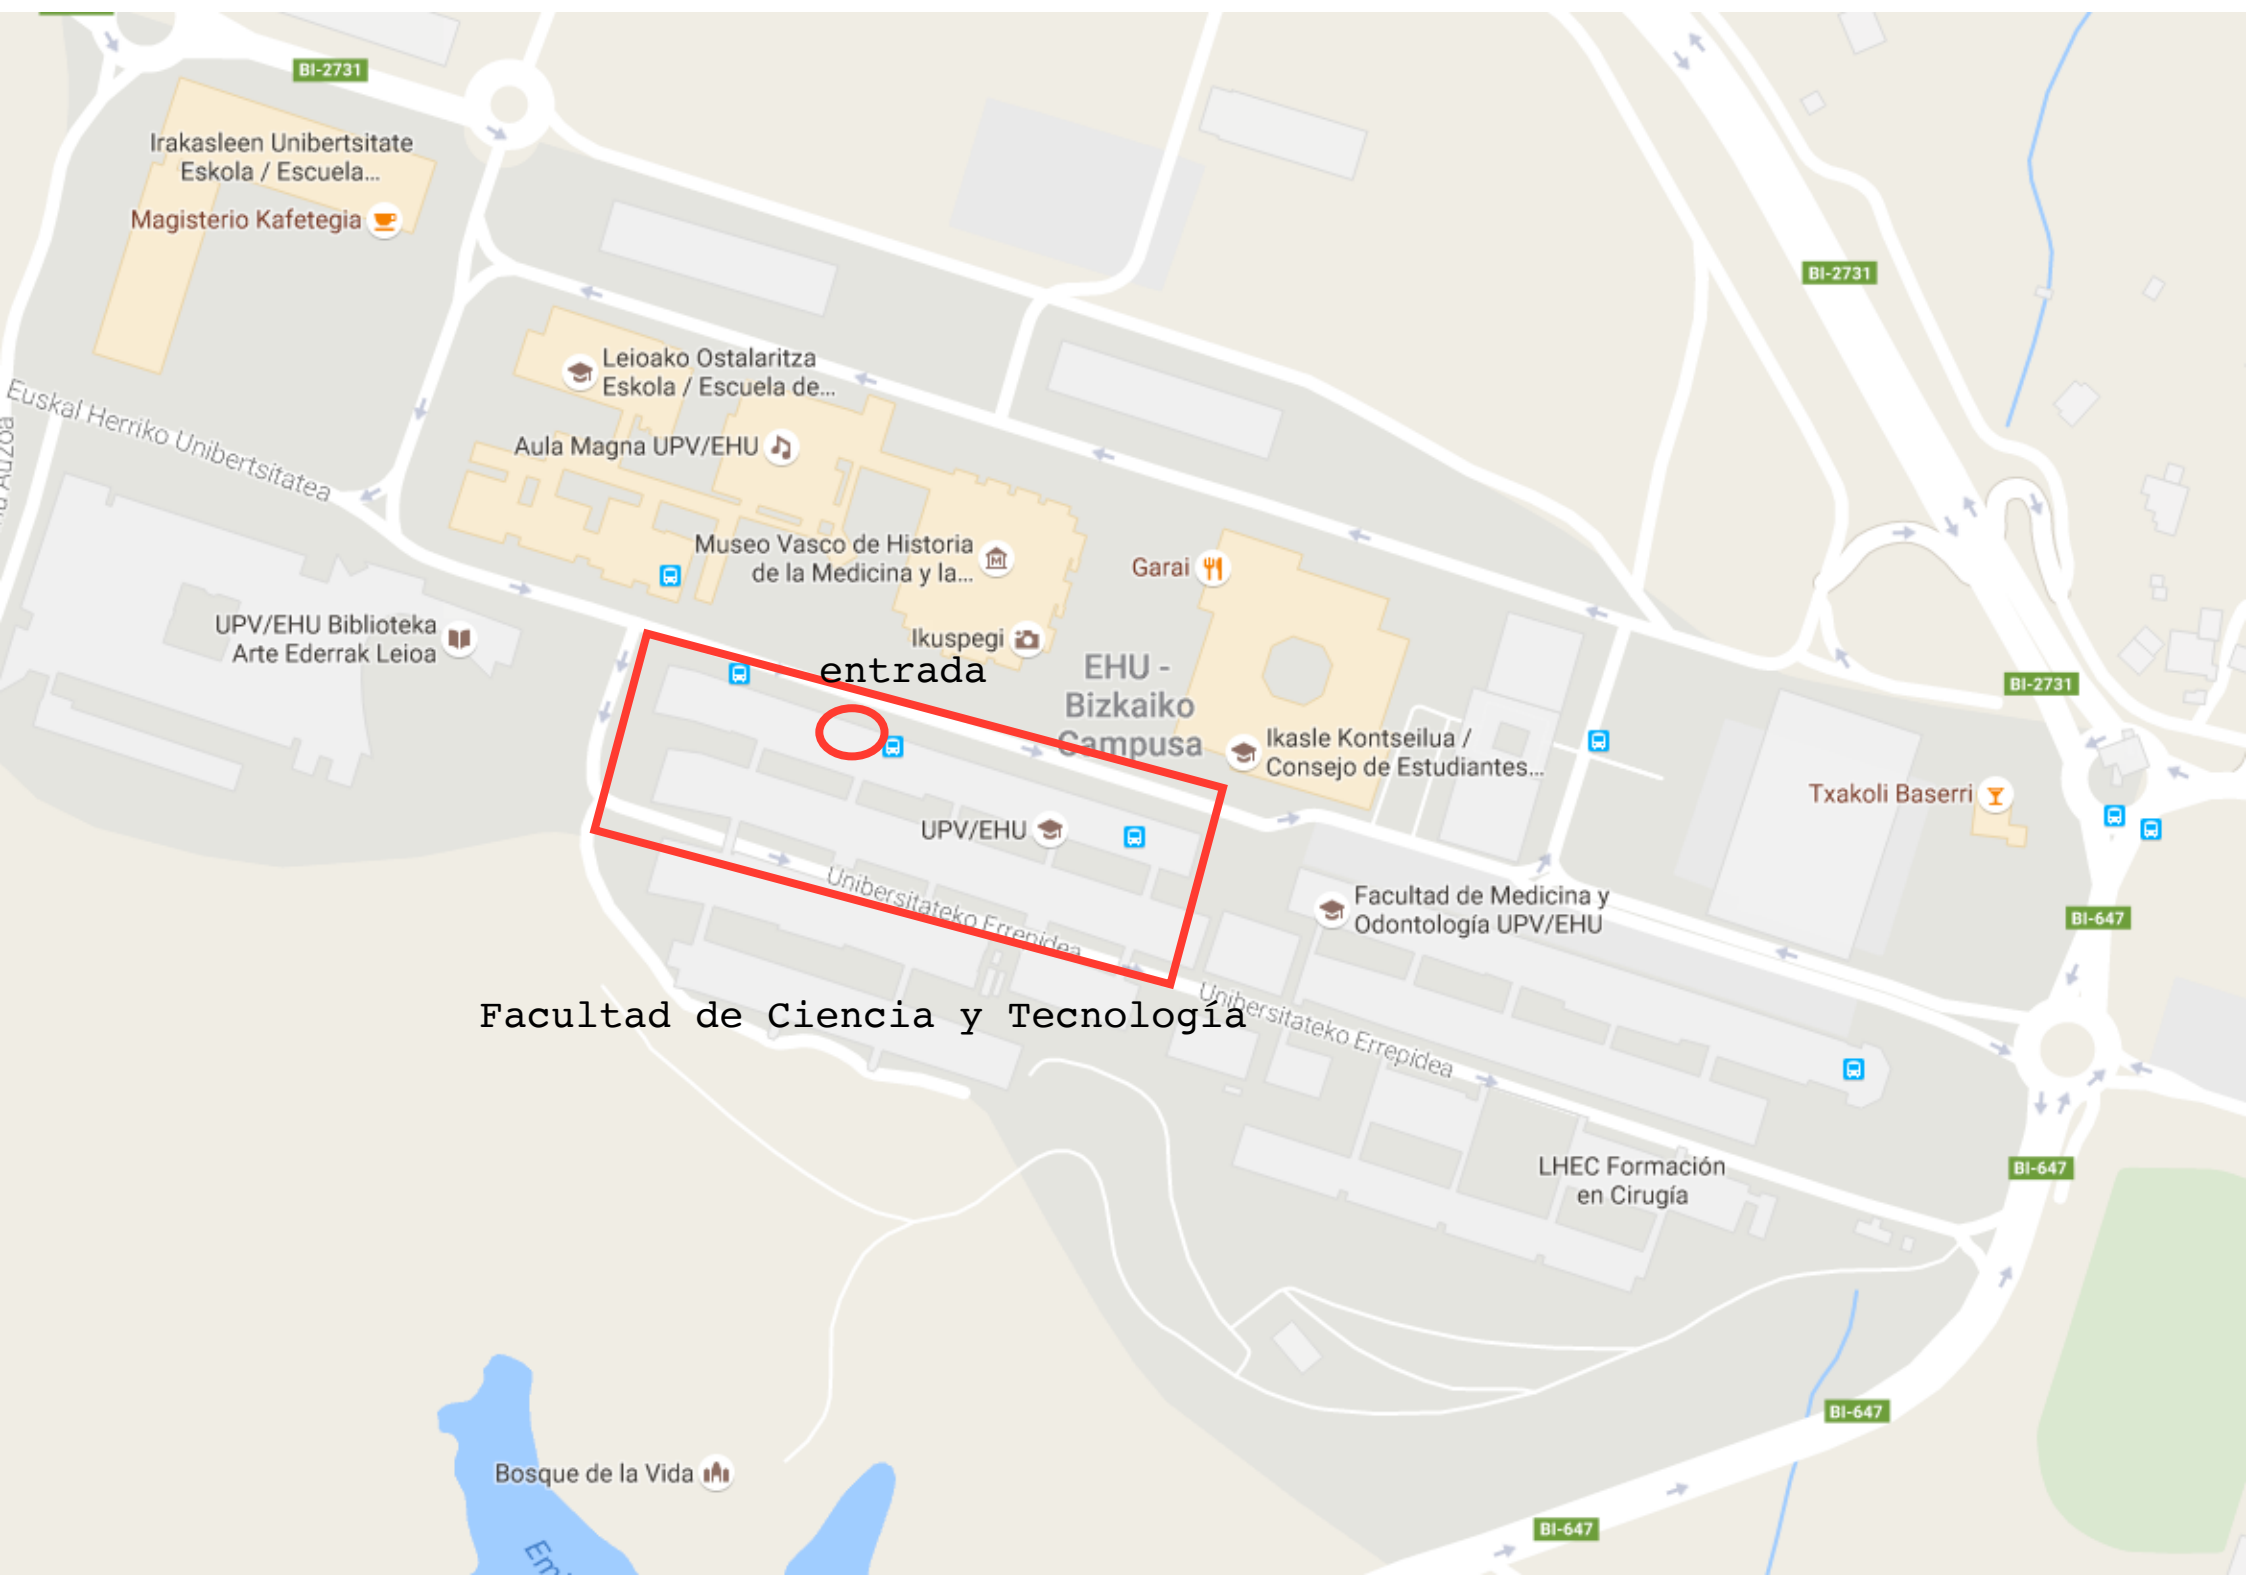 BI-2731
Irakasleen Unibertsitate
Eskola / Escuela...
Magisterio Kafetegia
BI-2731
Leioako Ostalaritza
Eskola / Escuela de...
Euskal Herriko Unibertsitatea
Auzoa
Aula Magna UPV/EHU
Museo Vasco de Historia
de la Medicina y la...
Garai
UPV/EHU Biblioteka
Arte Ederrak Leioa
Ikuspegi
entrada
EHU -
Bizkaiko
Campusa
BI-2731
Ikasle Kontseilua /
Consejo de Estudiantes...
Txakoli Baserri
UPV/EHU
Unibersitateko Errepidea
Facultad de Medicina y
Odontología UPV/EHU
BI-647
Facultad de Ciencia y Tecnología
Unibersitateko Errepidea
LHEC Formación
en Cirugía
BI-647
BI-647
Bosque de la Vida
BI-647